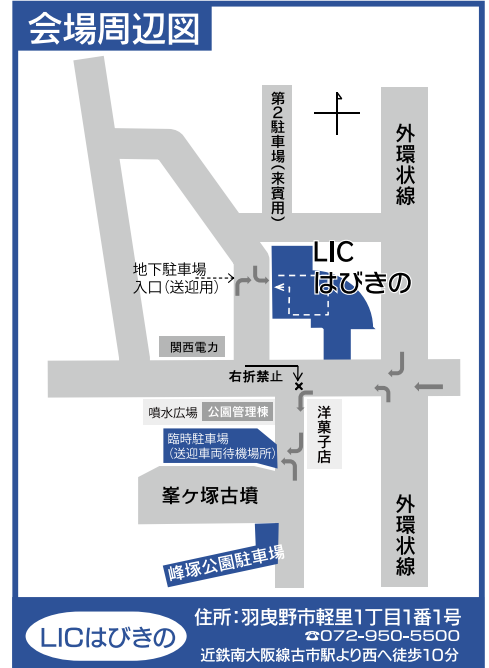 会場周辺図
第2駐車場(来賓用)
外環状線
LIC
はびきの
地下駐車場
入口(送迎用)
関西電力
右折禁止
噴水広場
公園管理棟
洋菓子店
臨時駐車場
(送迎車両待機場所)
峯ヶ塚古墳
外環状線
峰塚公園駐車場
LICはびきの
住所:羽曳野市軽里1丁目1番1号
☎072-950-5500
近鉄南大阪線古市駅より西へ徒歩10分